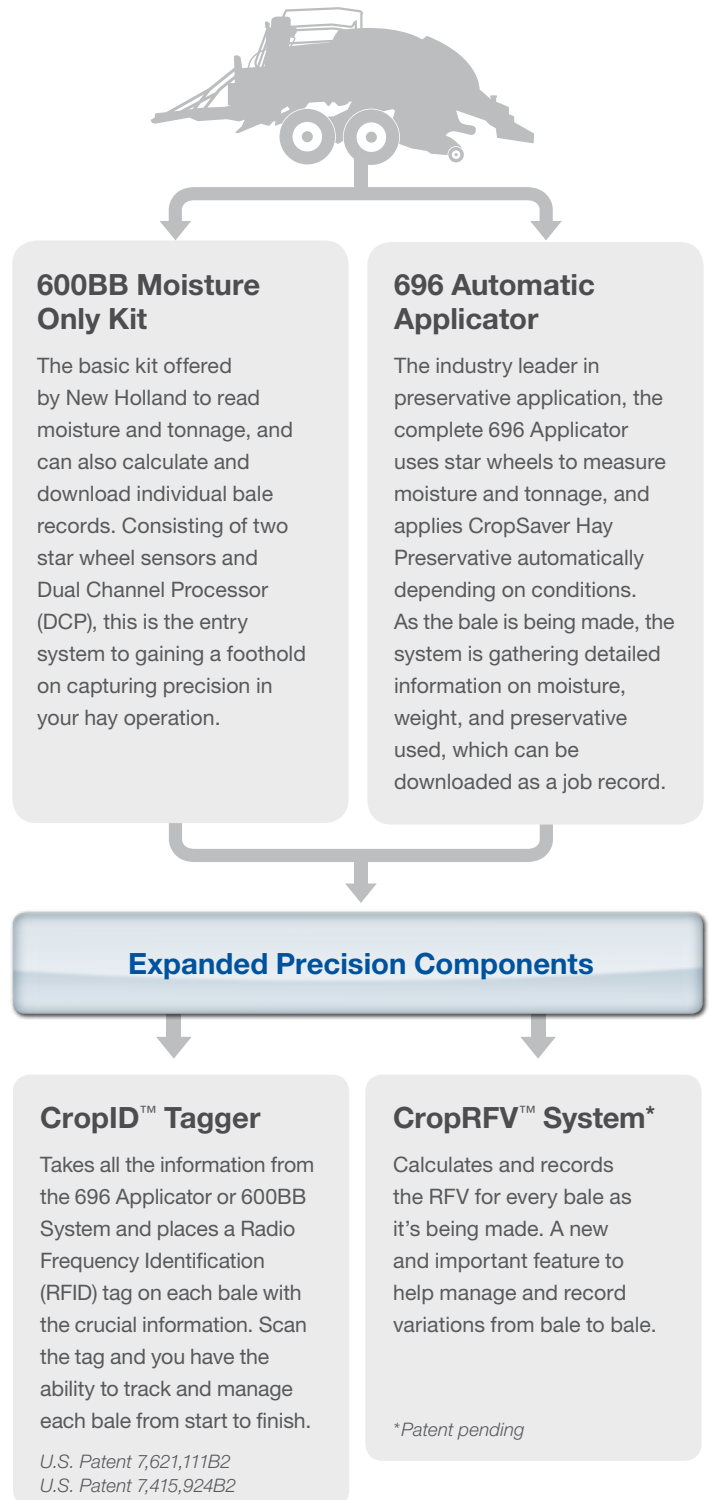 600BB Moisture
Only Kit
The basic kit offered
by New Holland to read
moisture and tonnage, and
can also calculate and
download individual bale
records. Consisting of two
star wheel sensors and
Dual Channel Processor
(DCP), this is the entry
system to gaining a foothold
on capturing precision in
your hay operation.
696 Automatic
Applicator
The industry leader in
preservative application, the
complete 696 Applicator
uses star wheels to measure
moisture and tonnage, and
applies CropSaver Hay
Preservative automatically
depending on conditions.
As the bale is being made, the
system is gathering detailed
information on moisture,
weight, and preservative
used, which can be
downloaded as a job record.
Expanded Precision Components
CropID™ Tagger
Takes all the information from
the 696 Applicator or 600BB
System and places a Radio
Frequency Identification
(RFID) tag on each bale with
the crucial information. Scan
the tag and you have the
ability to track and manage
each bale from start to finish.
U.S. Patent 7,621,111B2
U.S. Patent 7,415,924B2
CropRFV™ System*
Calculates and records
the RFV for every bale as
it’s being made. A new
and important feature to
help manage and record
variations from bale to bale.
*Patent pending